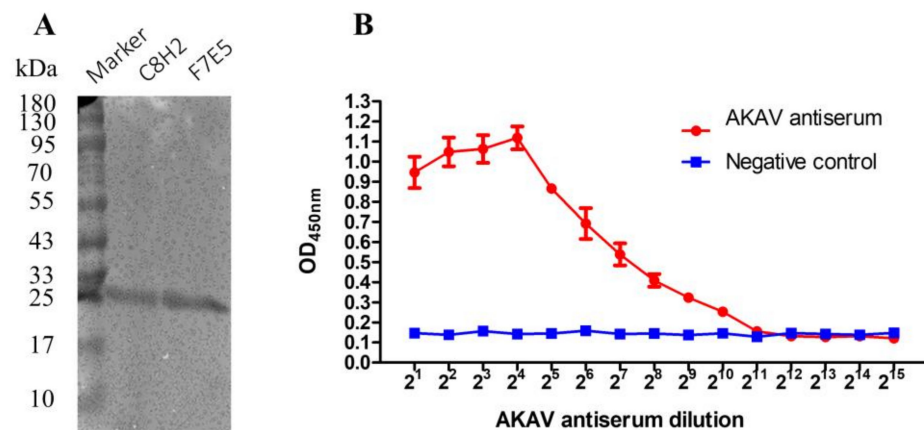 A
B
kDa
Marker
C8H2
F7E5
180
130
95
70
55
43
33
25
17
10
OD450nm
1.3
1.2
1.1
1.0
0.9
0.8
0.7
0.6
0.5
0.4
0.3
0.2
0.1
0.0
AKAV antiserum
Negative control
2^1 2^2 2^3 2^4 2^5 2^6 2^7 2^8 2^9 2^10 2^11 2^12 2^13 2^14 2^15
AKAV antiserum dilution